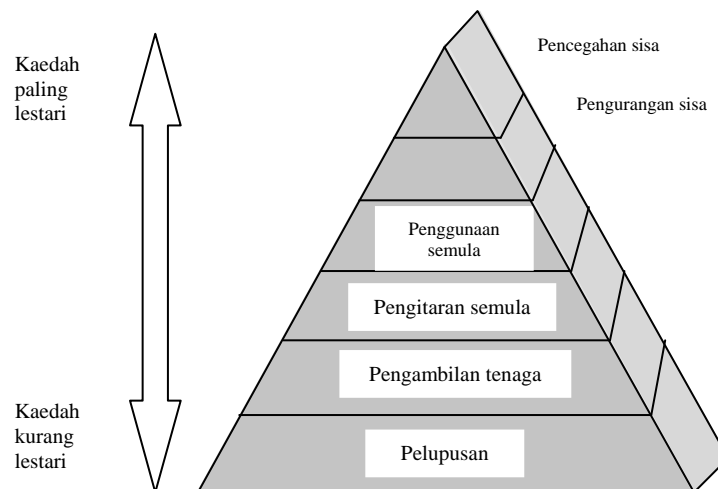 Kaedah
paling
lestari
Pencegahan sisa
Pengurangan sisa
Penggunaan
semula
Pengitaran semula
Pengambilan tenaga
Kaedah
kurang
lestari
Pelupusan